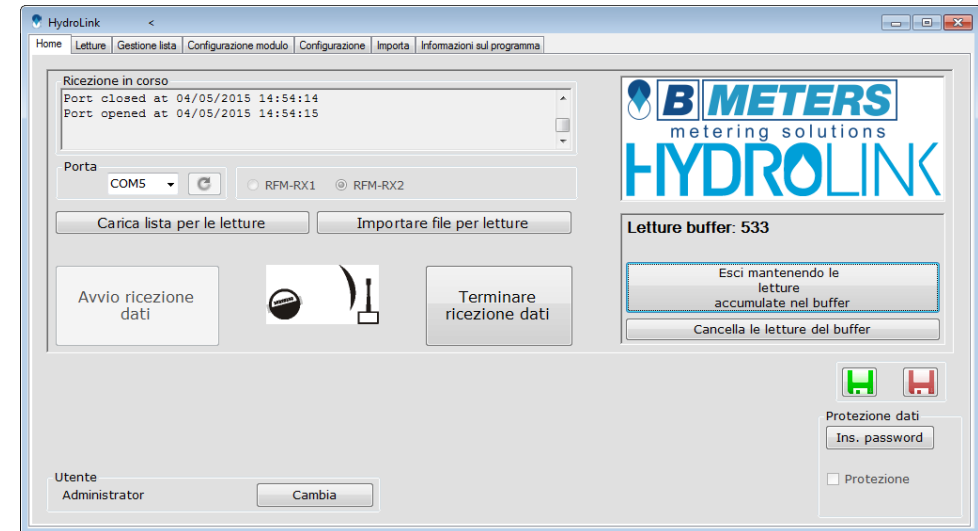 HydroLink <
Home Letture Gestione lista Configurazione modulo Configurazione Importa Informazioni sul programma
Ricezione in corso
Port closed at 04/05/2015 14:54:14
Port opened at 04/05/2015 14:54:15
Porta
COM5
RFM-RX1 RFM-RX2
Carica lista per le letture
Importare file per letture
Avvio ricezione
dati
Terminare
ricezione dati
B METERS
metering solutions
HYDROLINK
Letture buffer: 533
Esci mantenendo le
letture
accumulate nel buffer
Cancella le letture del buffer
Protezione dati
Ins. password
Protezione
Utente
Administrator
Cambia